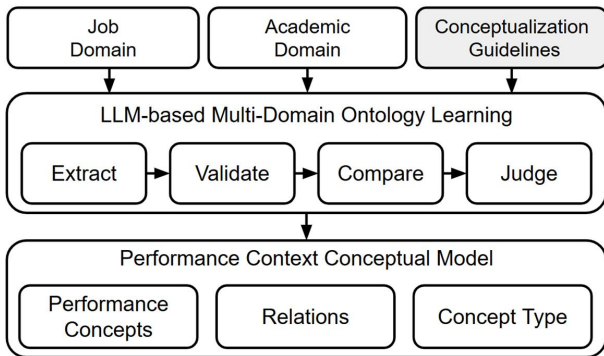 Job
Domain
Academic
Domain
Conceptualization
Guidelines
LLM-based Multi-Domain Ontology Learning
Extract
Validate
Compare
Judge
Performance Context Conceptual Model
Performance
Concepts
Relations
Concept Type